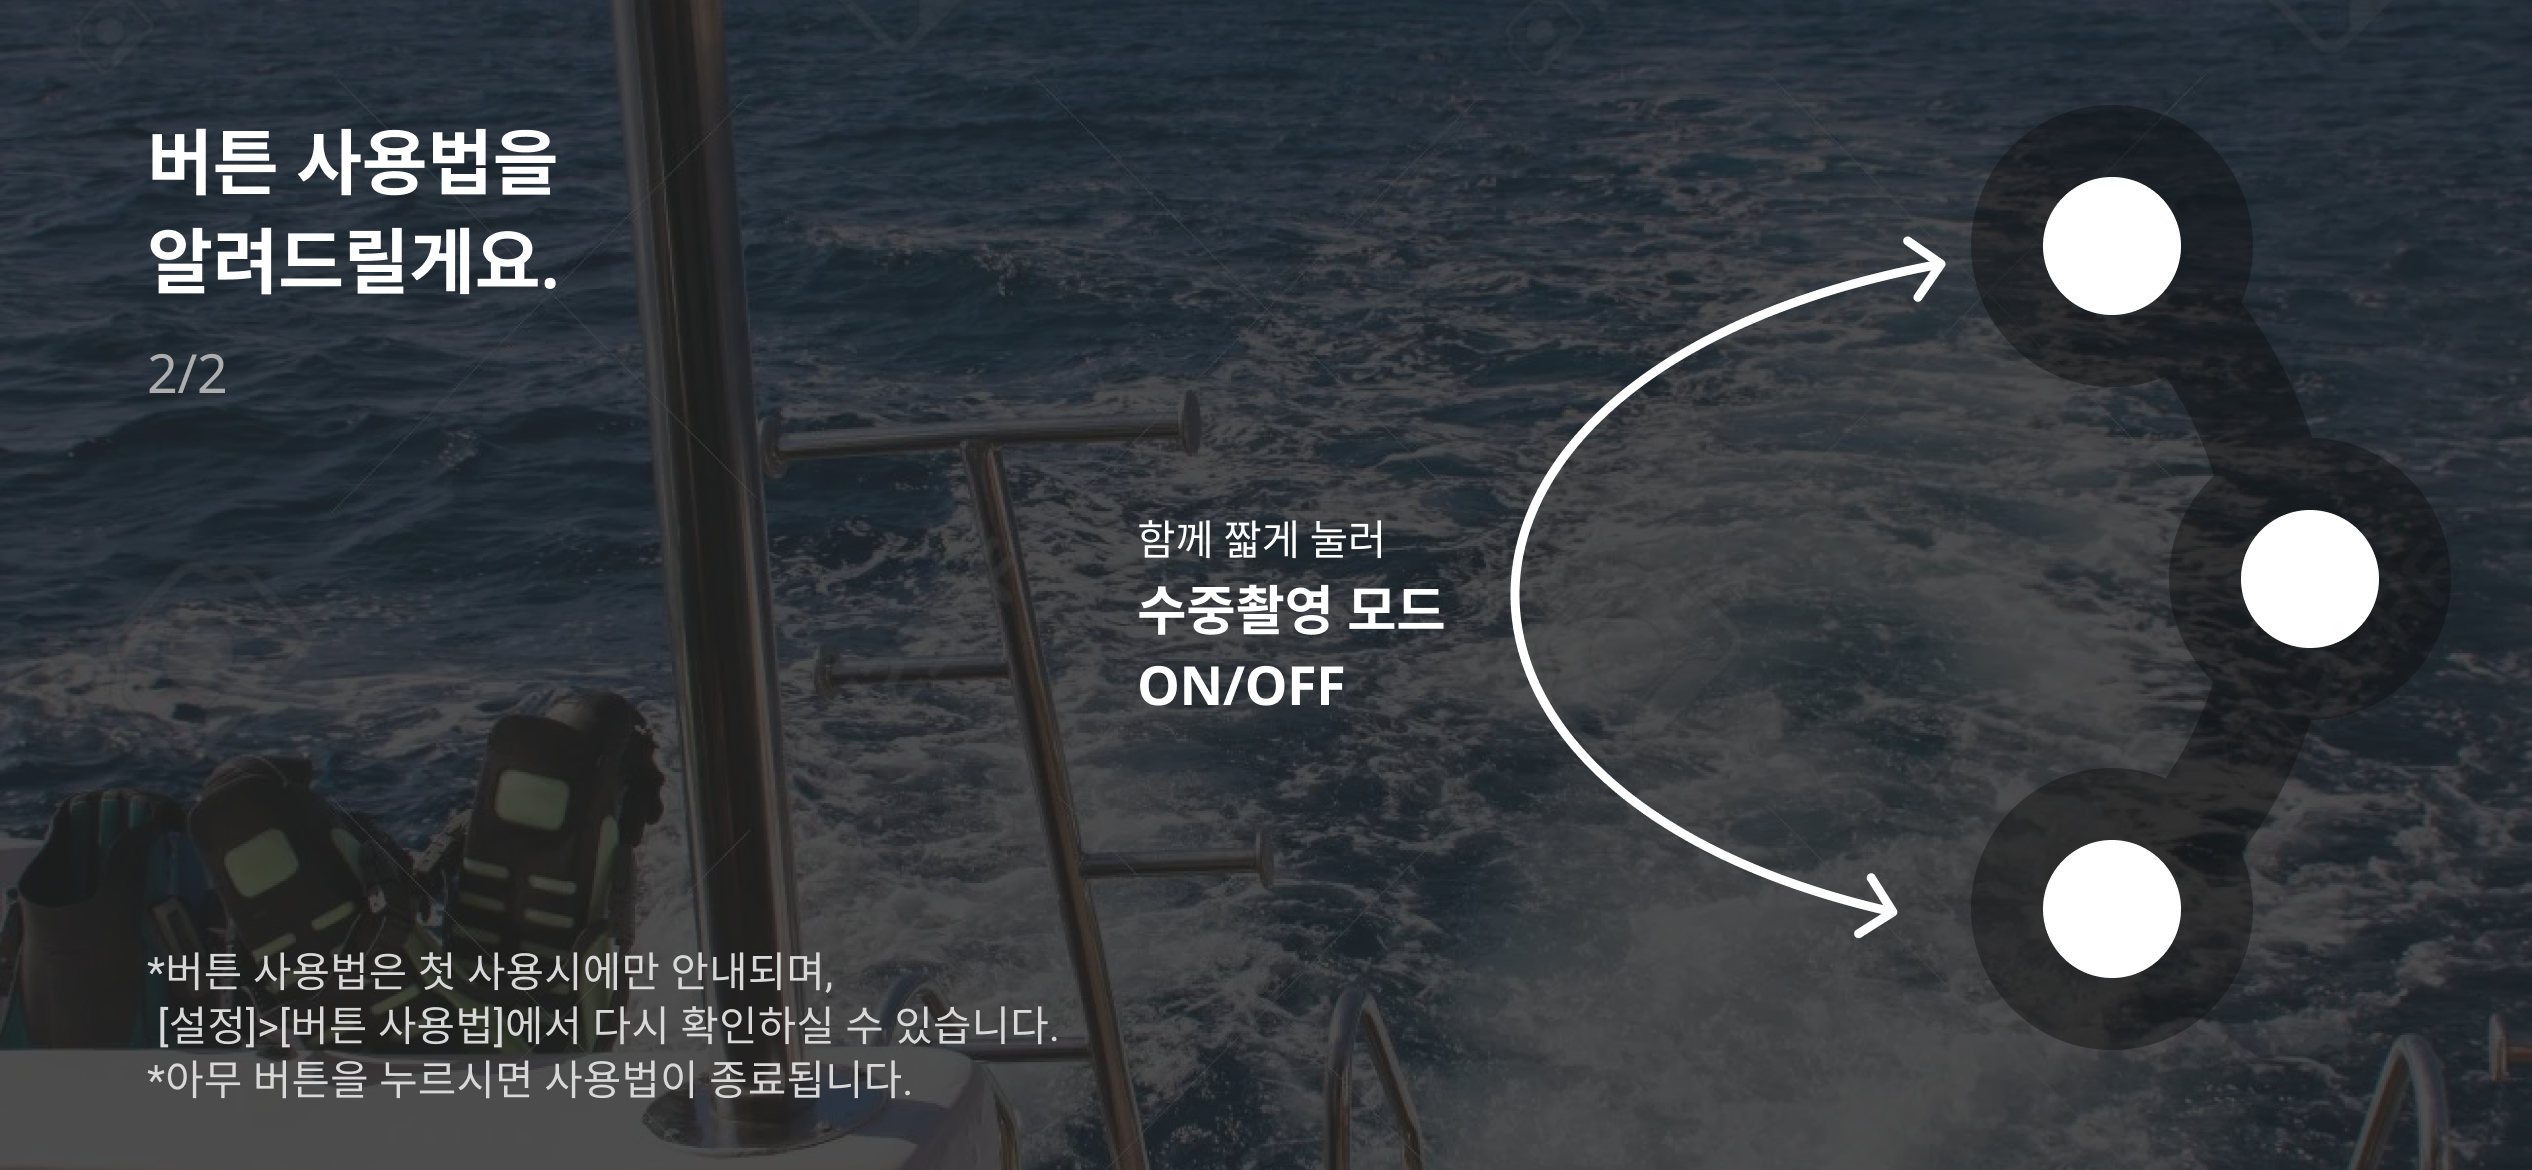 버튼 사용법을
알려드릴게요.
2/2
함께 짧게 눌러
수중촬영 모드
ON/OFF
*버튼 사용법은 첫 사용시에만 안내되며,
[설정]>[버튼 사용법]에서 다시 확인하실 수 있습니다.
*아무 버튼을 누르시면 사용법이 종료됩니다.